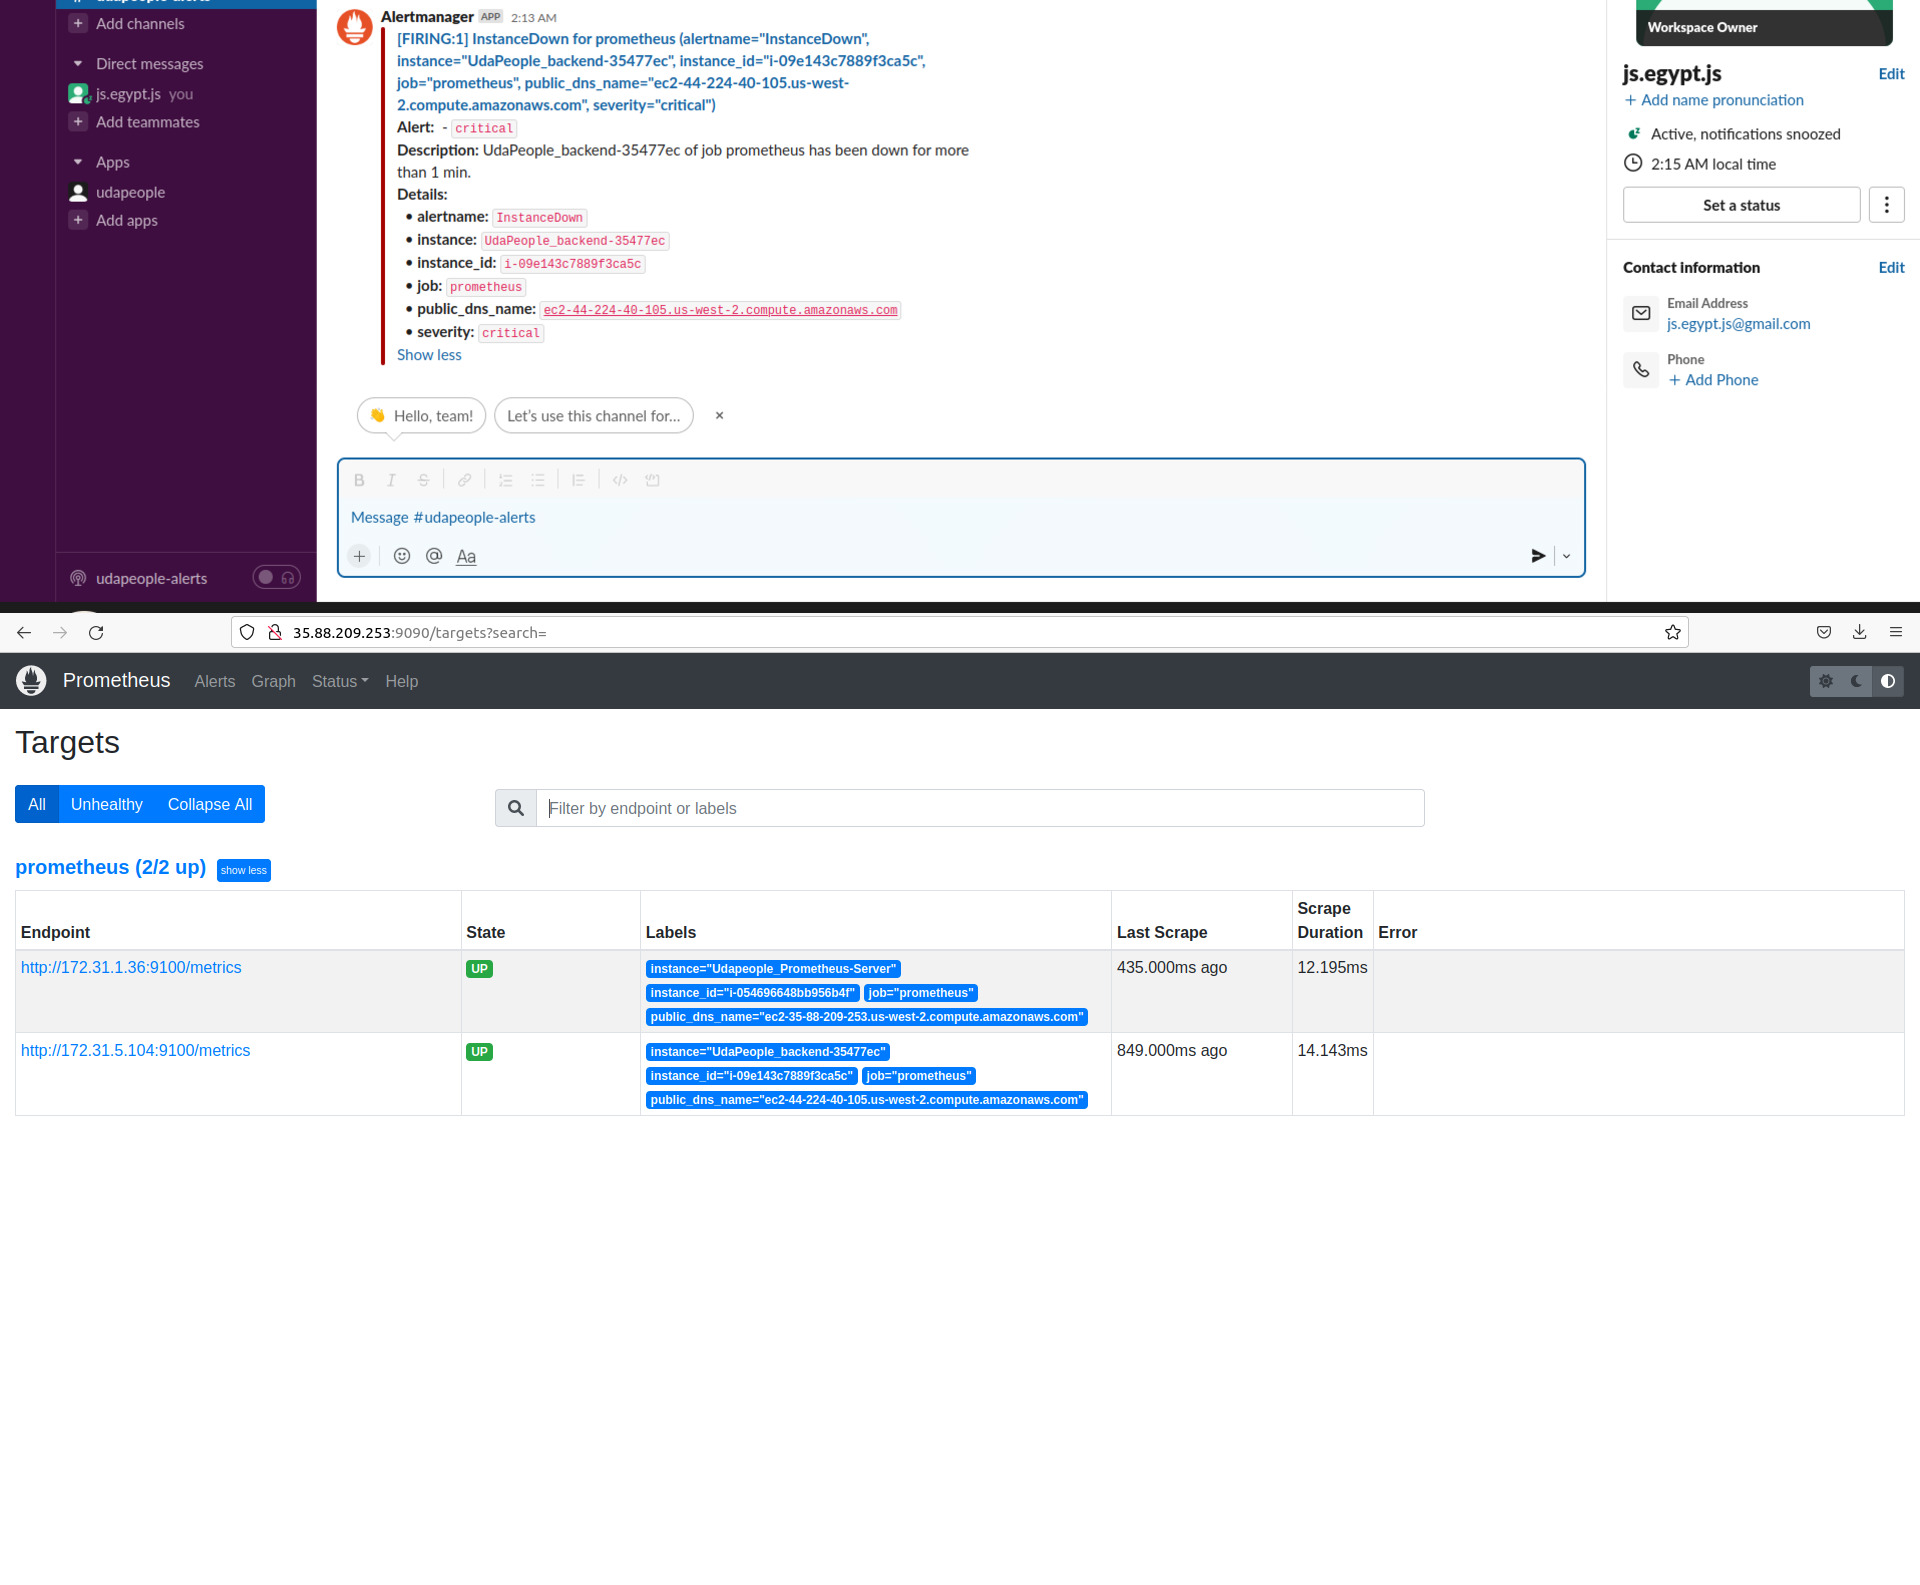 udapeople-alerts
Add channels
Direct messages
js.egypt.js you
Add teammates
Apps
udapeople
Add apps
udapeople-alerts
Alertmanager APP 2:13 AM
[FIRING:1] InstanceDown for prometheus (alertname="InstanceDown",
instance="UdaPeople_backend-35477ec", instance_id="i-09e143c7889f3ca5c",
job="prometheus", public_dns_name="ec2-44-224-40-105.us-west-
2.compute.amazonaws.com", severity="critical")
Alert: - critical
Description: UdaPeople_backend-35477ec of job prometheus has been down for more
than 1 min.
Details:
• alertname: InstanceDown
• instance: UdaPeople_backend-35477ec
• instance_id: i-09e143c7889f3ca5c
• job: prometheus
• public_dns_name: ec2-44-224-40-105.us-west-2.compute.amazonaws.com
• severity: critical
Show less
Hello, team! Let's use this channel for...
Message #udapeople-alerts
Aa
Workspace Owner
js.egypt.js Edit
+ Add name pronunciation
Active, notifications snoozed
2:15 AM local time
Set a status
Contact information Edit
Email Address
js.egypt.js@gmail.com
Phone
+ Add Phone
35.88.209.253:9090/targets?search=
Prometheus Alerts Graph Status Help
Targets
All Unhealthy Collapse All
Filter by endpoint or labels
prometheus (2/2 up) show less
Endpoint State Labels Last Scrape Scrape Duration Error
http://172.31.1.36:9100/metrics UP instance="Udapeople_Prometheus-Server" 435.000ms ago 12.195ms
instance_id="i-054696648bb956b4f" job="prometheus"
public_dns_name="ec2-35-88-209-253.us-west-2.compute.amazonaws.com"
http://172.31.5.104:9100/metrics UP instance="UdaPeople_backend-35477ec" 849.000ms ago 14.143ms
instance_id="i-09e143c7889f3ca5c" job="prometheus"
public_dns_name="ec2-44-224-40-105.us-west-2.compute.amazonaws.com"